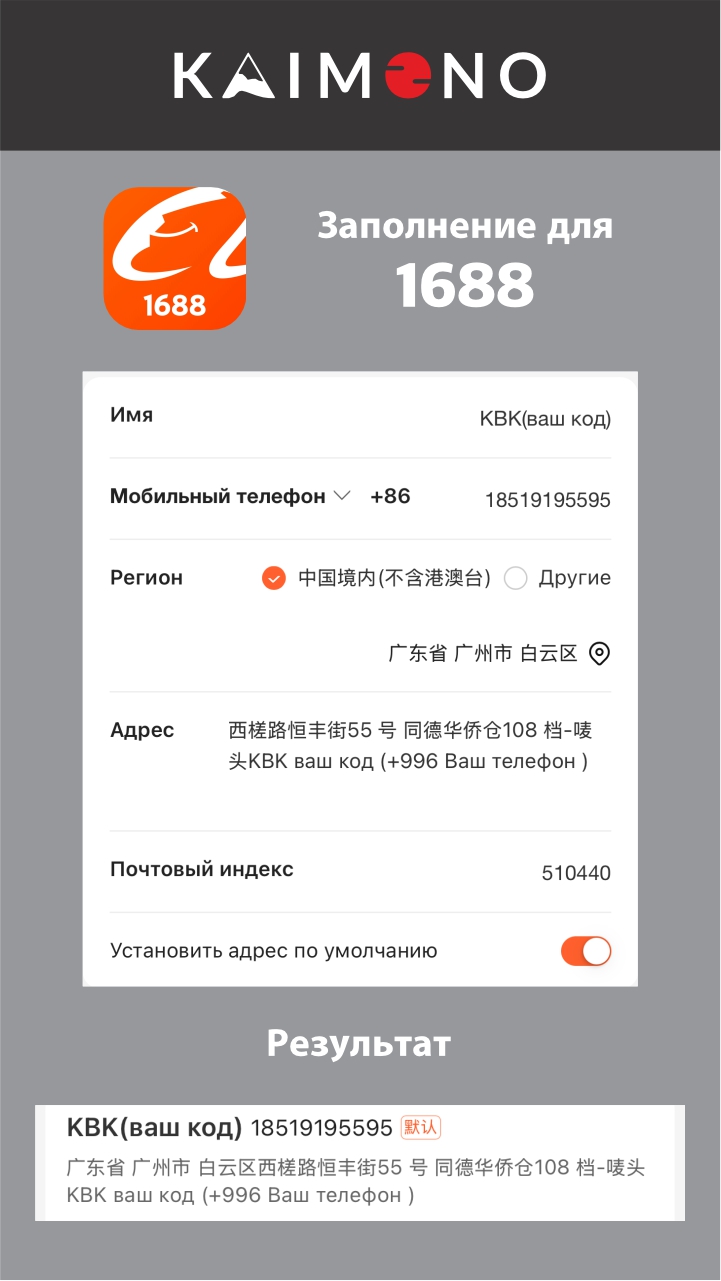 KAIMONO
1688
Заполнение для
1688
Имя KBK(ваш код)
Мобильный телефон +86 18519195595
Регион 中国境内(不含港澳台) Другие
广东省 广州市 白云区
Адрес 西槎路恒丰街55 号 同德华侨仓108 档-唛
头KBK ваш код (+996 Ваш телефон )
Почтовый индекс 510440
Установить адрес по умолчанию
Результат
KBK(ваш код) 18519195595 默认
广东省 广州市 白云区西槎路恒丰街55 号 同德华侨仓108 档-唛头
KBK ваш код (+996 Ваш телефон )